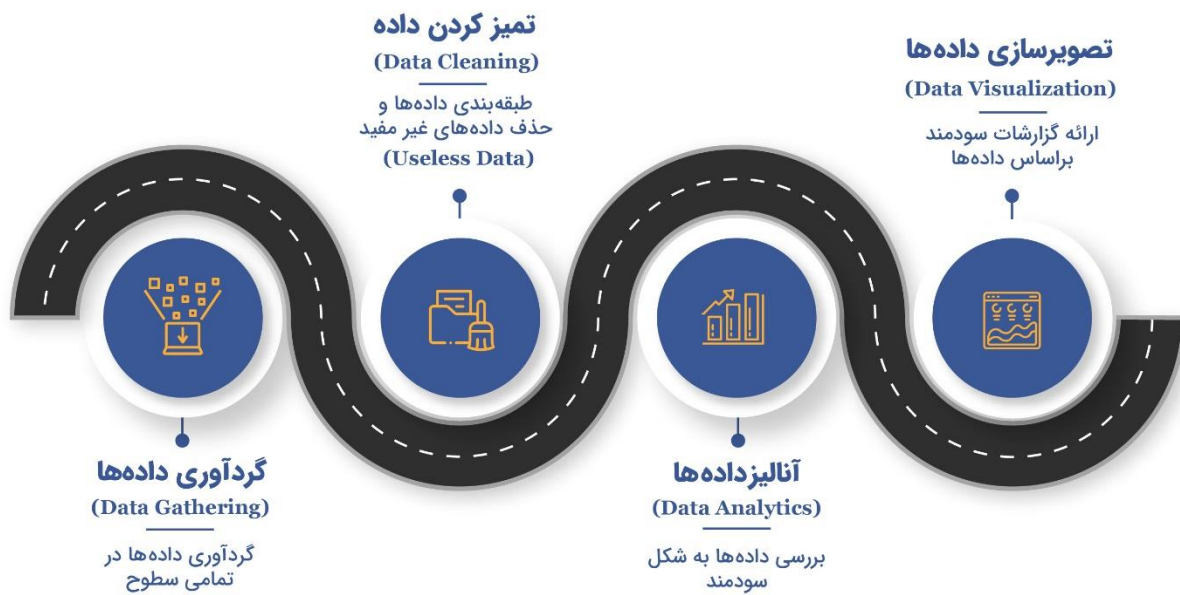 گردآوری داده‌ها
(Data Gathering)
گردآوری داده‌ها در
تمامی سطوح
تمیز کردن داده
(Data Cleaning)
طبقه‌بندی داده‌ها و
حذف داده‌های غیر مفید
(Useless Data)
آنالیزداده‌ها
(Data Analytics)
بررسی داده‌ها به شکل
سودمند
تصویرسازی داده‌ها
(Data Visualization)
ارائه گزارشات سودمند
براساس داده‌ها